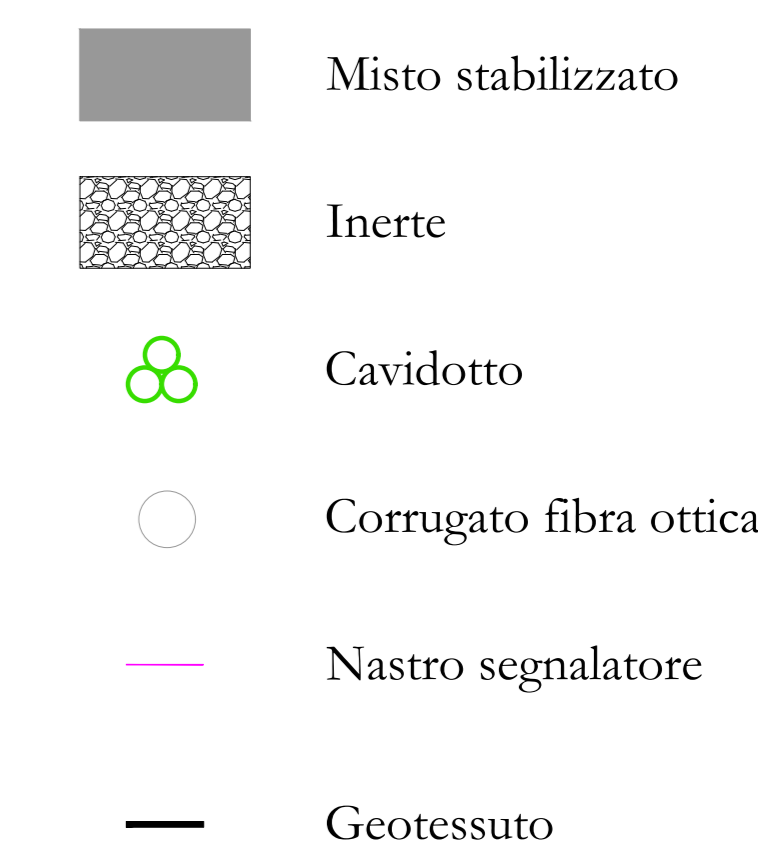 Misto stabilizzato
Inerte
Cavidotto
Corrugato fibra ottica
Nastro segnalatore
Geotessuto